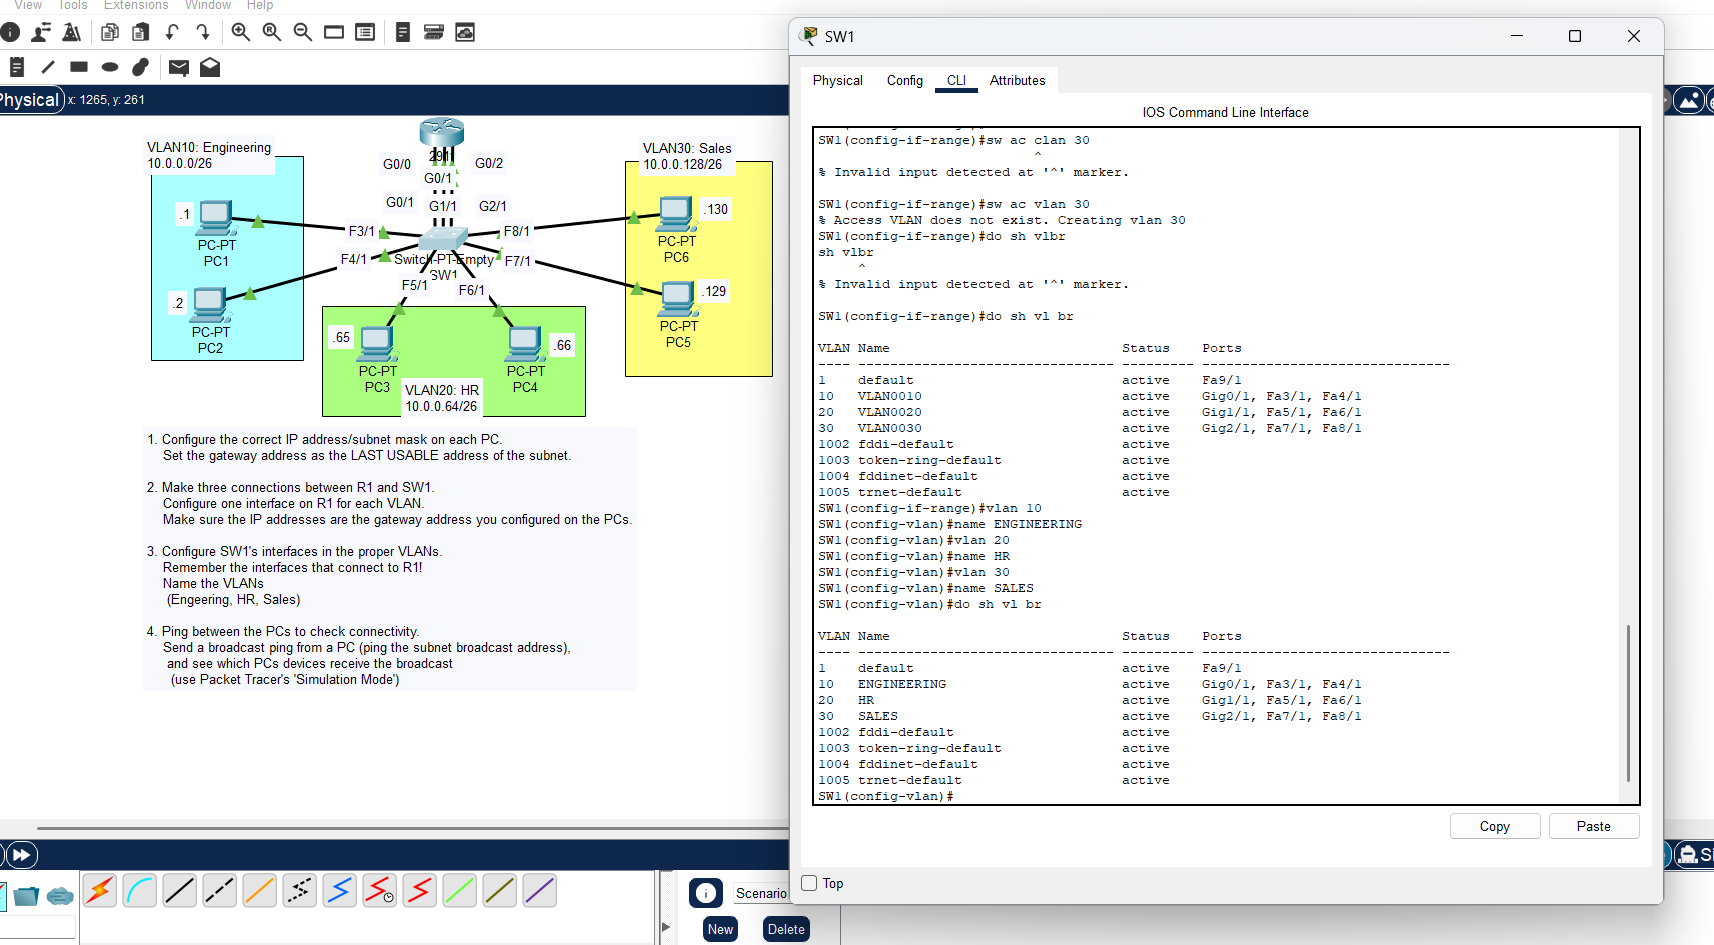 View Tools Extensions Window Help
Physical x: 1265, y: 261
VLAN10: Engineering
10.0.0.0/26
.1
PC-PT
PC1
.2
PC-PT
PC2
2911
G0/0
G0/2
G0/1
G0/1
G1/1
G2/1
F3/1
F8/1
F4/1
Switch-PT-Empty
SW1
F7/1
F5/1
F6/1
VLAN30: Sales
10.0.0.128/26
.130
PC-PT
PC6
.129
PC-PT
PC5
.65
PC-PT
PC3
.66
PC-PT
PC4
VLAN20: HR
10.0.0.64/26
1. Configure the correct IP address/subnet mask on each PC.
Set the gateway address as the LAST USABLE address of the subnet.
2. Make three connections between R1 and SW1.
Configure one interface on R1 for each VLAN.
Make sure the IP addresses are the gateway address you configured on the PCs.
3. Configure SW1's interfaces in the proper VLANs.
Remember the interfaces that connect to R1!
Name the VLANs
(Engeering, HR, Sales)
4. Ping between the PCs to check connectivity.
Send a broadcast ping from a PC (ping the subnet broadcast address),
and see which PCs devices receive the broadcast
(use Packet Tracer's 'Simulation Mode')
Scenario
New Delete
SW1
Physical Config CLI Attributes
IOS Command Line Interface
SW1(config-if-range)#sw ac clan 30
^
% Invalid input detected at '^' marker.
SW1(config-if-range)#sw ac vlan 30
% Access VLAN does not exist. Creating vlan 30
SW1(config-if-range)#do sh vlbr
sh vlbr
^
% Invalid input detected at '^' marker.
SW1(config-if-range)#do sh vl br
VLAN Name Status Ports
---- -------------------------------- --------- -------------------------------
1 default active Fa9/1
10 VLAN0010 active Gig0/1, Fa3/1, Fa4/1
20 VLAN0020 active Gig1/1, Fa5/1, Fa6/1
30 VLAN0030 active Gig2/1, Fa7/1, Fa8/1
1002 fddi-default active
1003 token-ring-default active
1004 fddinet-default active
1005 trnet-default active
SW1(config-if-range)#vlan 10
SW1(config-vlan)#name ENGINEERING
SW1(config-vlan)#vlan 20
SW1(config-vlan)#name HR
SW1(config-vlan)#vlan 30
SW1(config-vlan)#name SALES
SW1(config-vlan)#do sh vl br
VLAN Name Status Ports
---- -------------------------------- --------- -------------------------------
1 default active Fa9/1
10 ENGINEERING active Gig0/1, Fa3/1, Fa4/1
20 HR active Gig1/1, Fa5/1, Fa6/1
30 SALES active Gig2/1, Fa7/1, Fa8/1
1002 fddi-default active
1003 token-ring-default active
1004 fddinet-default active
1005 trnet-default active
SW1(config-vlan)#
Copy Paste
Top